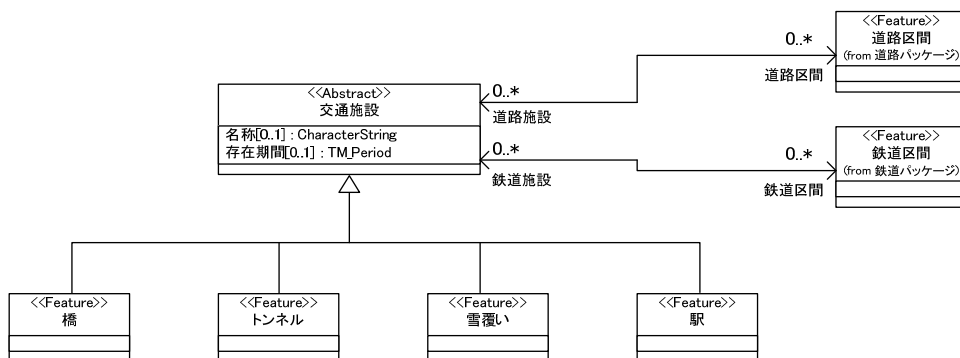 <<Feature>>
道路区間
(from 道路パッケージ)
0..*
道路区間
<<Abstract>>
交通施設
名称[0..1] : CharacterString
存在期間[0..1] : TM_Period
0..*
道路施設
0..*
鉄道施設
<<Feature>>
鉄道区間
(from 鉄道パッケージ)
0..*
鉄道区間
<<Feature>>
橋
<<Feature>>
トンネル
<<Feature>>
雪覆い
<<Feature>>
駅